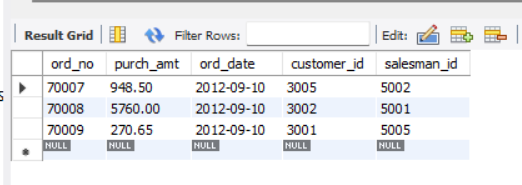 Result Grid Filter Rows: Edit:
ord_no purch_amt ord_date customer_id salesman_id
70007 948.50 2012-09-10 3005 5002
70008 5760.00 2012-09-10 3002 5001
70009 270.65 2012-09-10 3001 5005
NULL NULL NULL NULL NULL